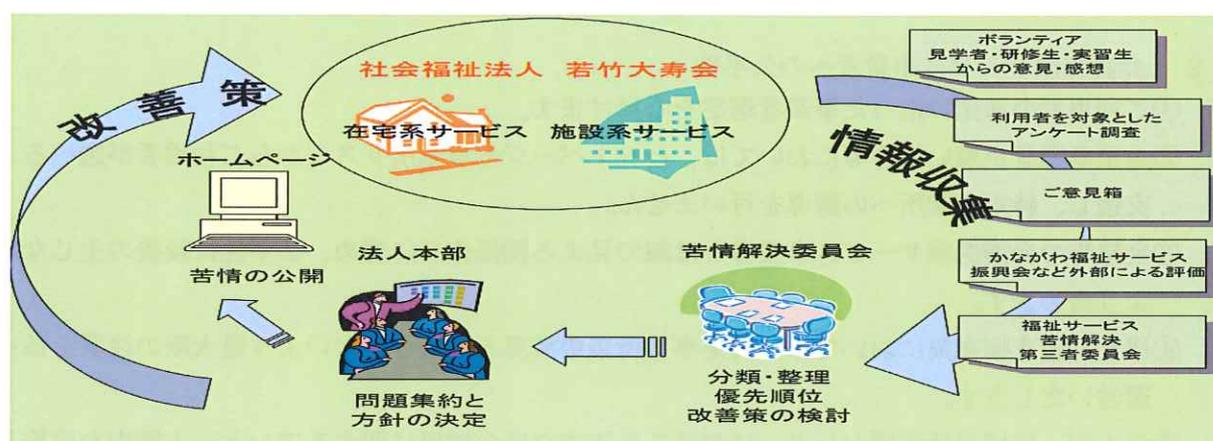 社会福祉法人 若竹大寿会
在宅系サービス
施設系サービス
改善策
情報収集
ボランティア
見学者・研修生・実習生
からの意見・感想
利用者を対象とした
アンケート調査
ご意見箱
かながわ福祉サービス
振興会など外部による評価
福祉サービス
苦情解決
第三者委員会
苦情解決委員会
分類・整理
優先順位
改善策の検討
法人本部
問題集約と
方針の決定
ホームページ
苦情の公開